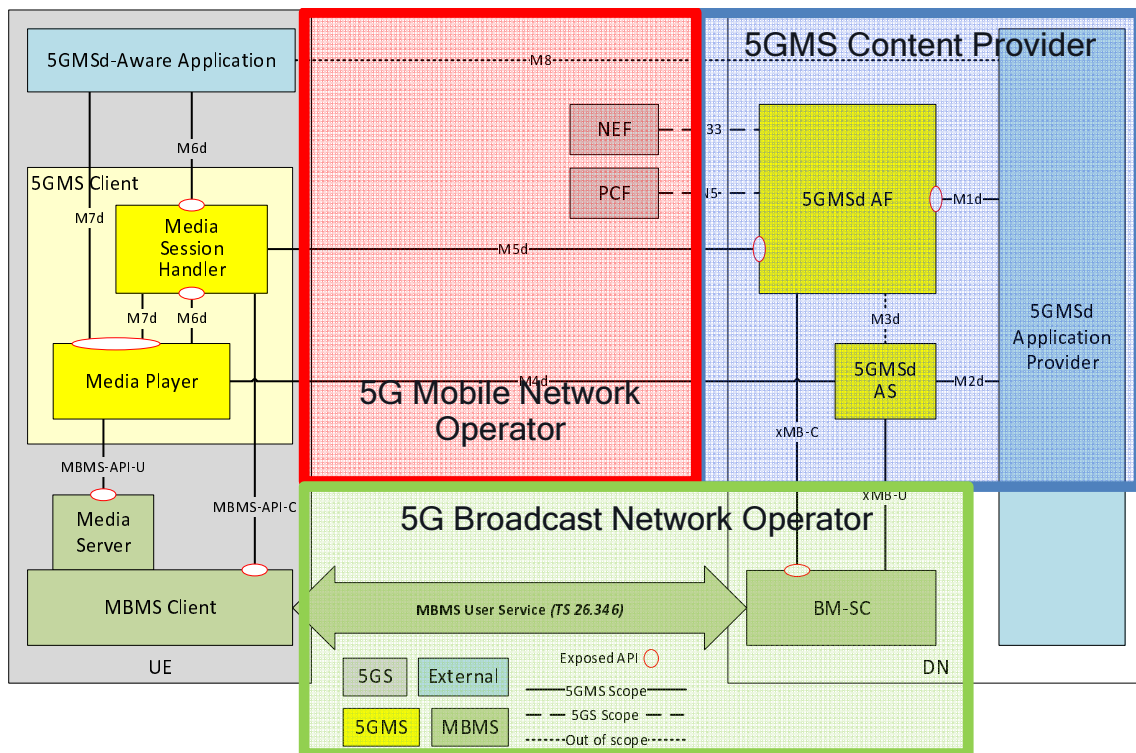 5GMSd-Aware Application
M8
5GMS Content Provider
NEF
33
M6d
5GMS Client
PCF
N5
5GMSd AF
M1d
M7d
Media
Session
Handler
M5d
M7d
M6d
M3d
5GMSd
Application
Provider
Media Player
M4d
5G Mobile Network
Operator
5GMSd
AS
M2d
xMB-C
MBMS-API-U
MBMS-API-C
xMB-U
Media
Server
5G Broadcast Network Operator
MBMS Client
MBMS User Service (TS 26.346)
BM-SC
UE
DN
Exposed API
5GS
External
5GMS Scope
5GS Scope
5GMS
MBMS
Out of scope